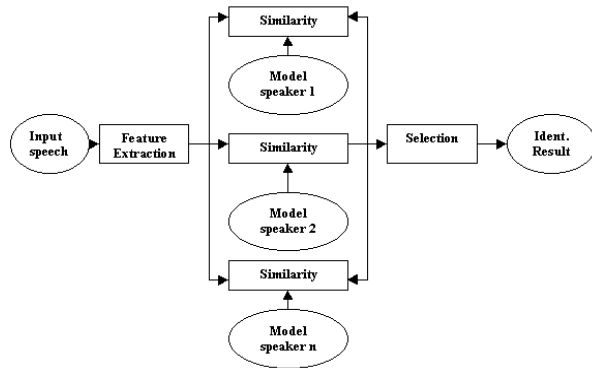 Similarity
Model
speaker 1
Input
speech
Feature
Extraction
Similarity
Selection
Ident.
Result
Model
speaker 2
Similarity
Model
speaker n